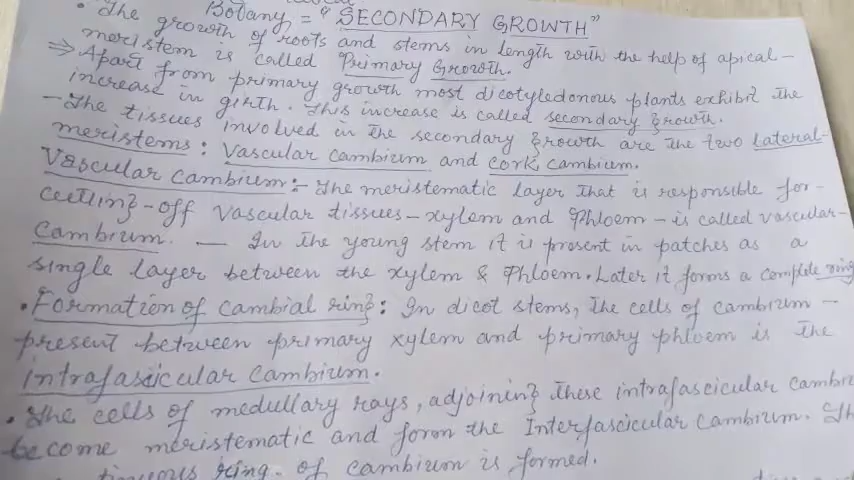 Botany = "SECONDARY GROWTH"
• The growth of roots and stems in length with the help of apical-
meristem is called Primary Growth.
⇒ Apart from primary growth most dicotyledonous plants exhibit the
increase in girth. This increase is called secondary growth.
- The tissues involved in the secondary growth are the two lateral-
meristems: Vascular cambium and cork cambium.
Vascular cambium:- The meristematic layer that is responsible for-
cutting-off vascular tissues - xylem and Phloem - is called vascular-
Cambium. — In the young stem it is present in patches as a
single layer between the xylem & Phloem. Later it forms a complete ring
• Formation of cambial ring: In dicot stems, the cells of cambium -
present between primary xylem and primary phloem is the
intrafascicular cambium.
• The cells of medullary rays, adjoining these intrafascicular cambi
become meristematic and form the Interfascicular cambium. Th
ring of cambium is formed.